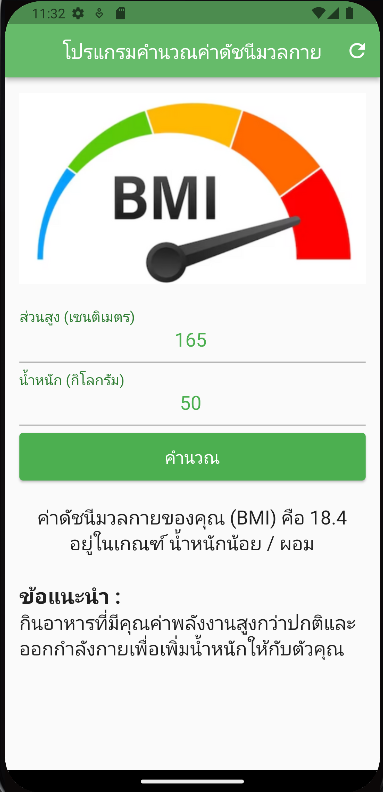 11:32
โปรแกรมคำนวณค่าดัชนีมวลกาย
BMI
ส่วนสูง (เซนติเมตร)
165
น้ำหนัก (กิโลกรัม)
50
คำนวณ
ค่าดัชนีมวลกายของคุณ (BMI) คือ 18.4
อยู่ในเกณฑ์ น้ำหนักน้อย / ผอม
ข้อแนะนำ :
กินอาหารที่มีคุณค่าพลังงานสูงกว่าปกติและ
ออกกำลังกายเพื่อเพิ่มน้ำหนักให้กับตัวคุณ